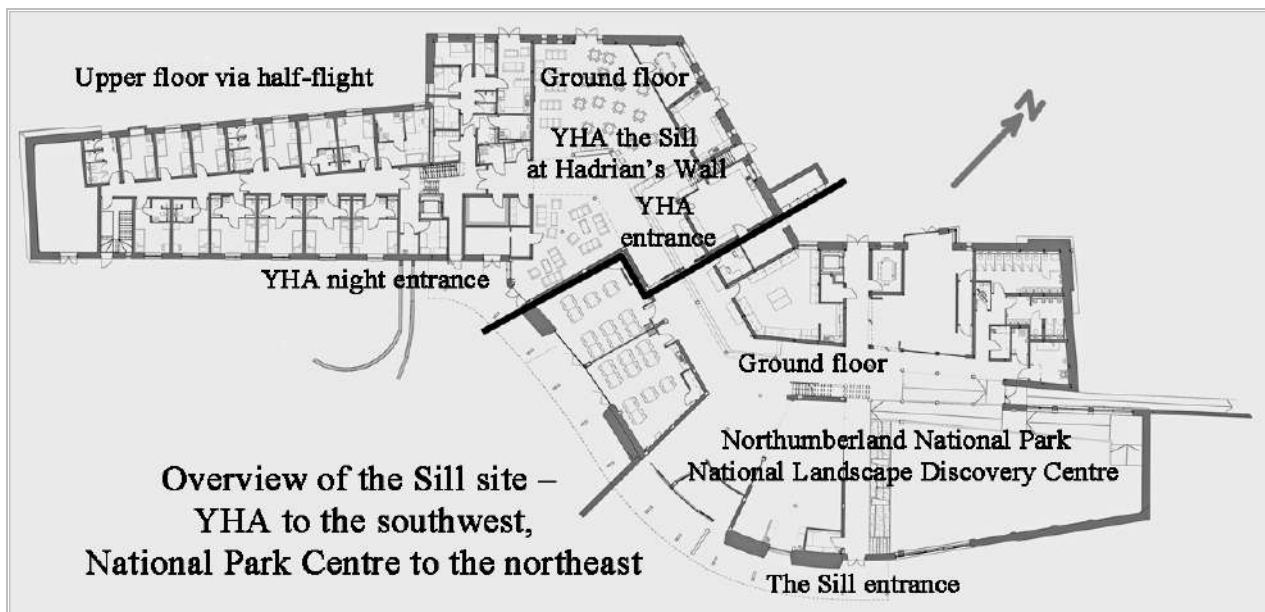 Upper floor via half-flight
Ground floor
YHA the Sill
at Hadrian's Wall
YHA
entrance
N
YHA night entrance
Ground floor
Northumberland National Park
National Landscape Discovery Centre
Overview of the Sill site –
YHA to the southwest,
National Park Centre to the northeast
The Sill entrance